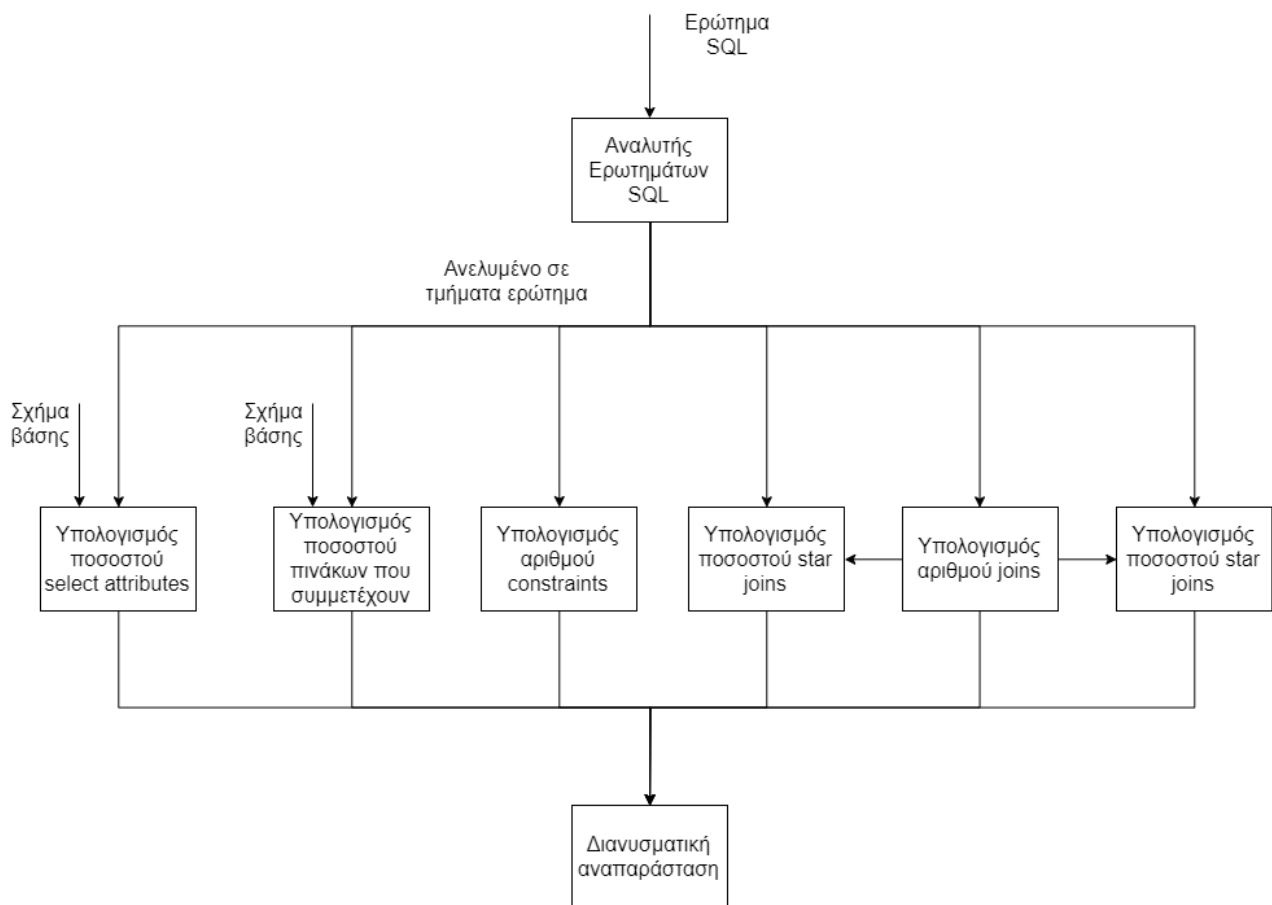 Ερώτημα
SQL
Αναλυτής
Ερωτημάτων
SQL
Ανελυμένο σε
τμήματα ερώτημα
Σχήμα
βάσης
Σχήμα
βάσης
Υπολογισμός
ποσοστού
select attributes
Υπολογισμός
ποσοστού
πινάκων που
συμμετέχουν
Υπολογισμός
αριθμού
constraints
Υπολογισμός
ποσοστού star
joins
Υπολογισμός
αριθμού joins
Υπολογισμός
ποσοστού star
joins
Διανυσματική
αναπαράσταση